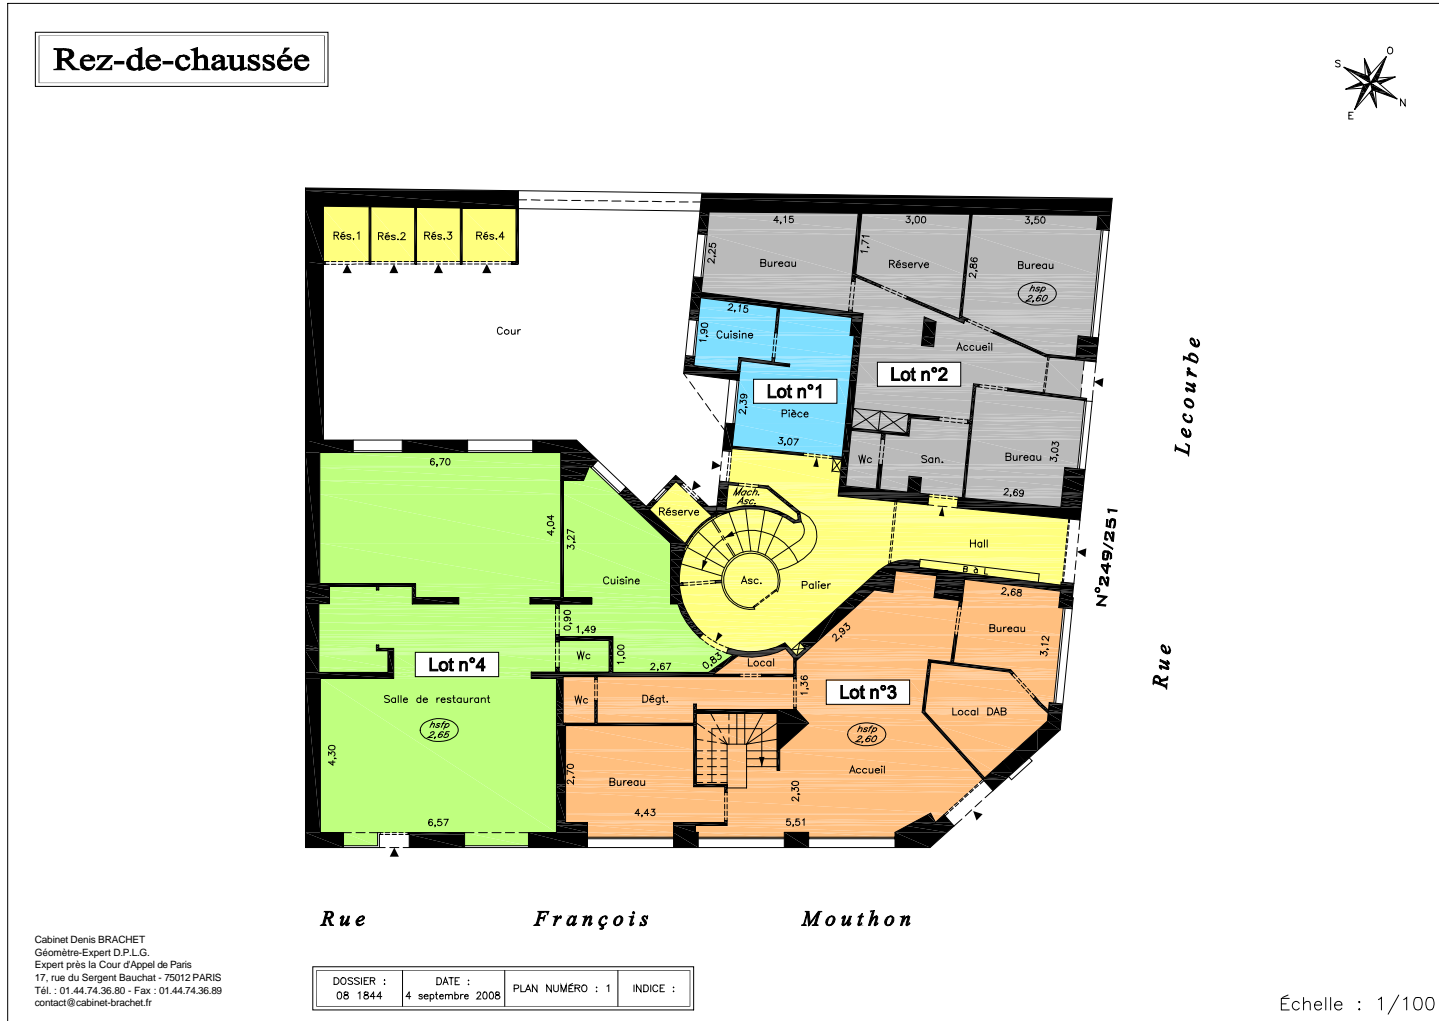 Rez-de-chaussée
O
S
N
E
Rés.1 Rés.2 Rés.3 Rés.4
Cour
4,15
3,00
3,50
2,25
1,71
2,86
Bureau
Réserve
Bureau
hsp
2,60
2,15
1,90
Cuisine
Accueil
Lot n°1
Lot n°2
2,39
Pièce
3,07
Wc
San.
Bureau
3,03
2,69
Lecourbe
6,70
4,04
3,27
Cuisine
Réserve
Mach.
Asc.
Asc.
Palier
Hall
B à L
N°249/251
0,90
1,49
Wc
1,00
2,67
0,83
Local
Lot n°4
Salle de restaurant
hsfp
2,65
4,30
6,57
Wc
Dégt.
1,36
2,93
2,68
Bureau
3,12
Lot n°3
Local DAB
hsfp
2,60
Accueil
2,70
Bureau
4,43
2,30
5,51
Rue
Rue François Mouthon
Cabinet Denis BRACHET
Géomètre-Expert D.P.L.G.
Expert près la Cour d'Appel de Paris
17, rue du Sergent Bauchat - 75012 PARIS
Tél. : 01.44.74.36.80 - Fax : 01.44.74.36.89
contact@cabinet-brachet.fr
DOSSIER :
08 1844
DATE :
4 septembre 2008
PLAN NUMÉRO : 1
INDICE :
Échelle : 1/100